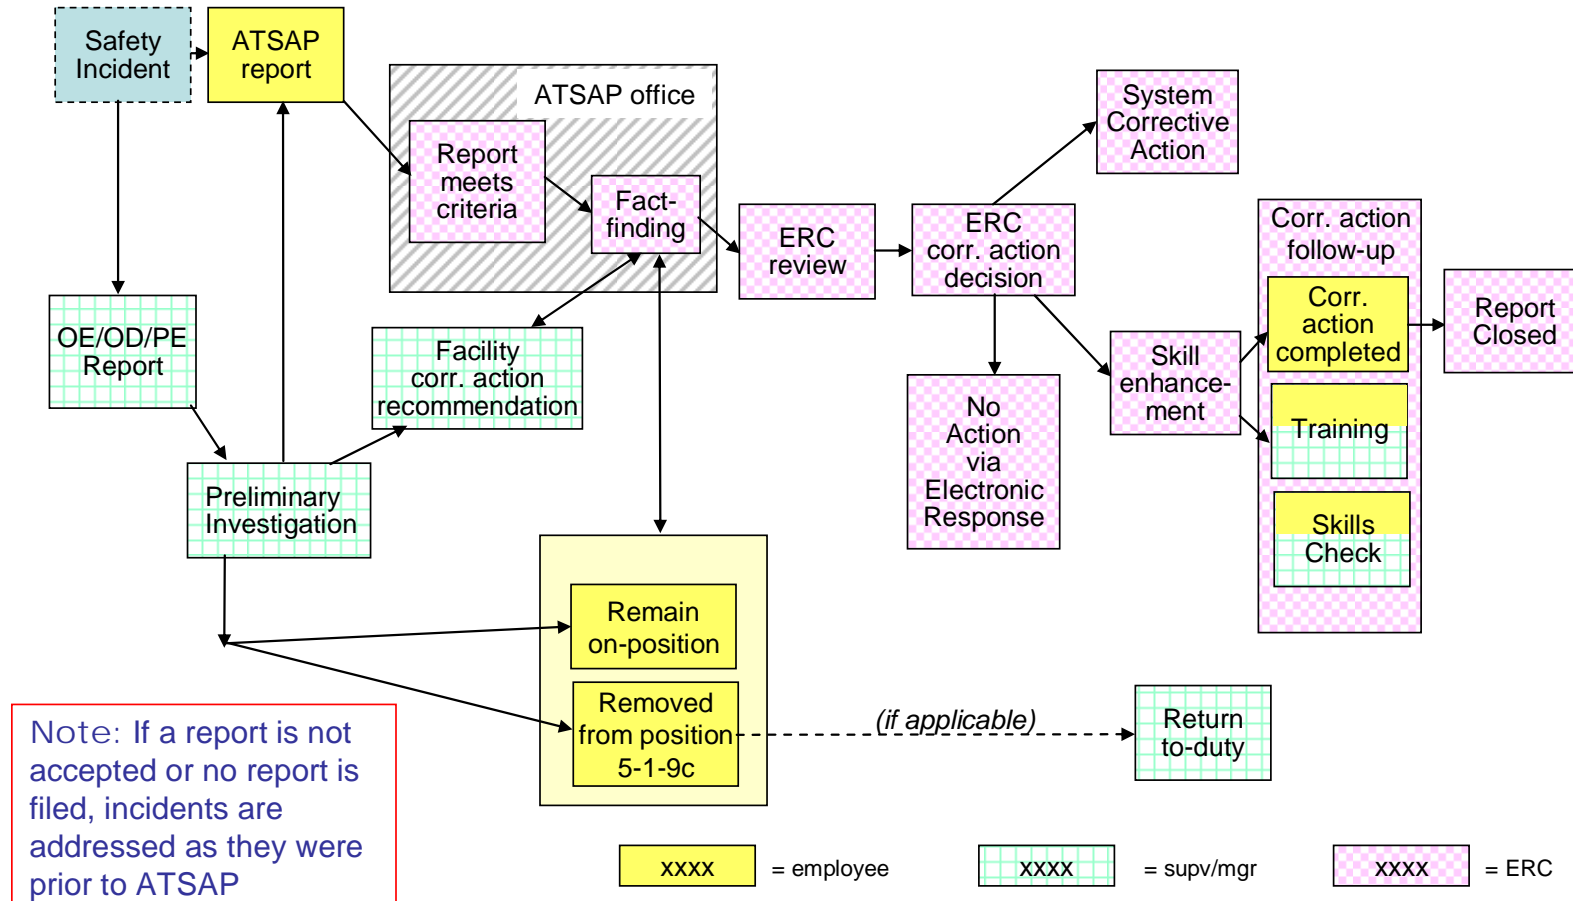 Safety
Incident
ATSAP
report
ATSAP office
Report
meets
criteria
Fact-
finding
ERC
review
ERC
corr. action
decision
System
Corrective
Action
Corr. action
follow-up
Corr.
action
completed
Report
Closed
OE/OD/PE
Report
Facility
corr. action
recommendation
Skill
enhance-
ment
No
Action
via
Electronic
Response
Training
Skills
Check
Preliminary
Investigation
Remain
on-position
Removed
from position
5-1-9c
(if applicable)
Return
to-duty
Note: If a report is not
accepted or no report is
filed, incidents are
addressed as they were
prior to ATSAP
xxxx = employee
xxxx = supv/mgr
xxxx = ERC